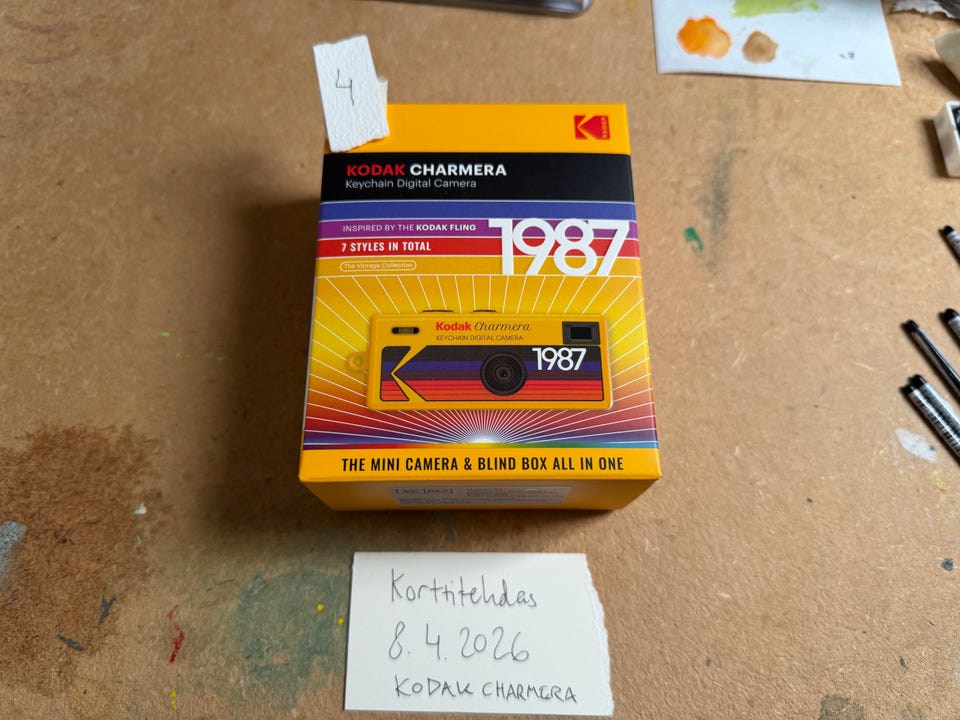 4
KODAK CHARMERA
Keychain Digital Camera
INSPIRED BY THE KODAK FLING
7 STYLES IN TOTAL
1987
The Vintage Collection
Kodak Charmera
KEYCHAIN DIGITAL CAMERA
1987
THE MINI CAMERA & BLIND BOX ALL IN ONE
Korttitehdas
8.4.2026
KODAK CHARMERA